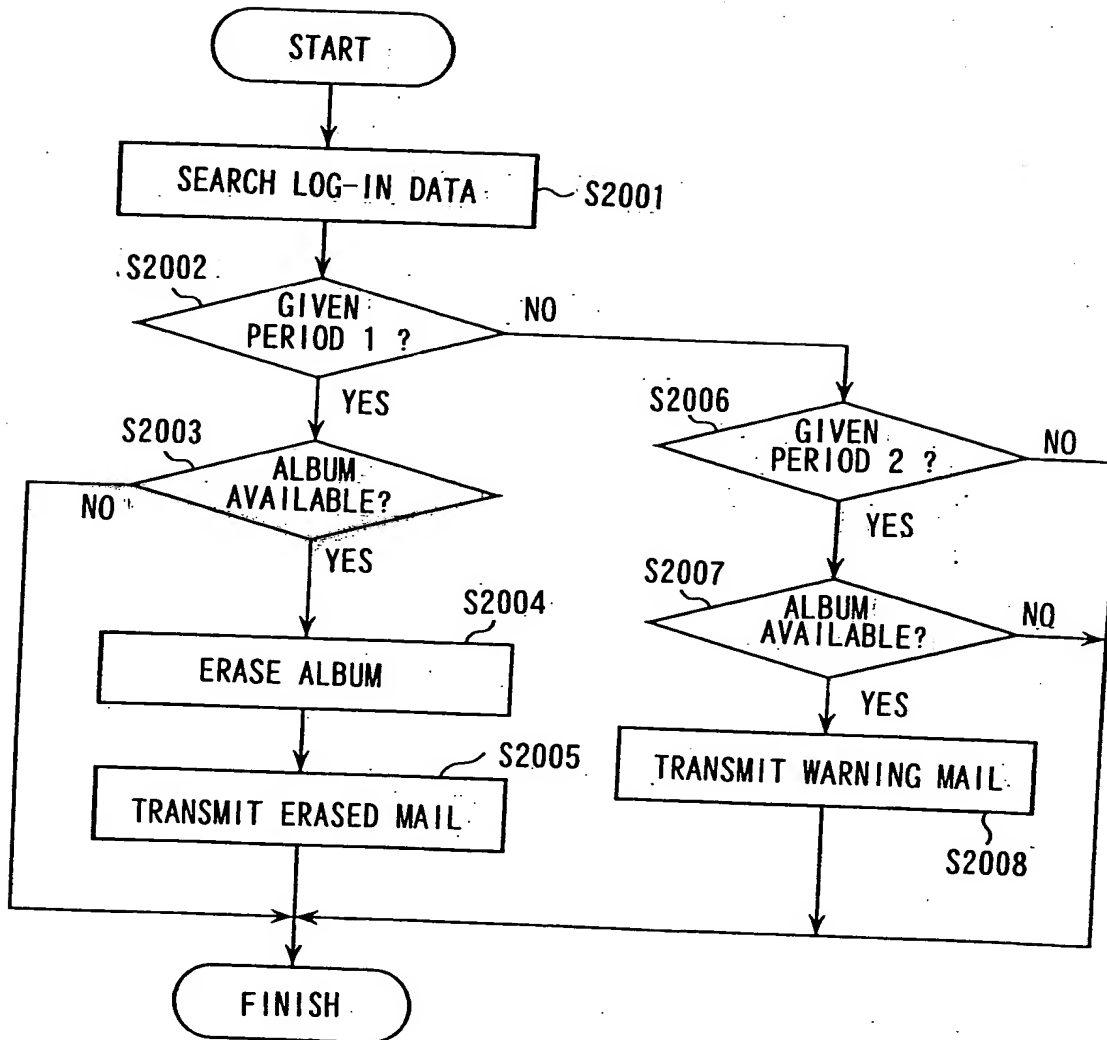 START
SEARCH LOG-IN DATA
S2001
S2002
GIVEN
PERIOD 1 ?
NO
YES
S2003
ALBUM
AVAILABLE?
NO
YES
S2004
ERASE ALBUM
S2005
TRANSMIT ERASED MAIL
S2006
GIVEN
PERIOD 2 ?
NO
YES
S2007
ALBUM
AVAILABLE?
NO
YES
TRANSMIT WARNING MAIL
S2008
FINISH